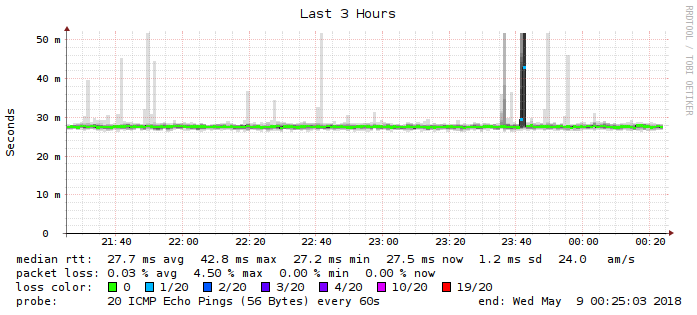 Last 3 Hours
RRDTOOL / TOBI OETIKER
Seconds
50 m
40 m
30 m
20 m
10 m
0
21:40 22:00 22:20 22:40 23:00 23:20 23:40 00:00 00:20
median rtt: 27.7 ms avg 42.8 ms max 27.2 ms min 27.5 ms now 1.2 ms sd 24.0 am/s
packet loss: 0.03 % avg 4.50 % max 0.00 % min 0.00 % now
loss color: 0 1/20 2/20 3/20 4/20 10/20 19/20
probe: 20 ICMP Echo Pings (56 Bytes) every 60s end: Wed May 9 00:25:03 2018